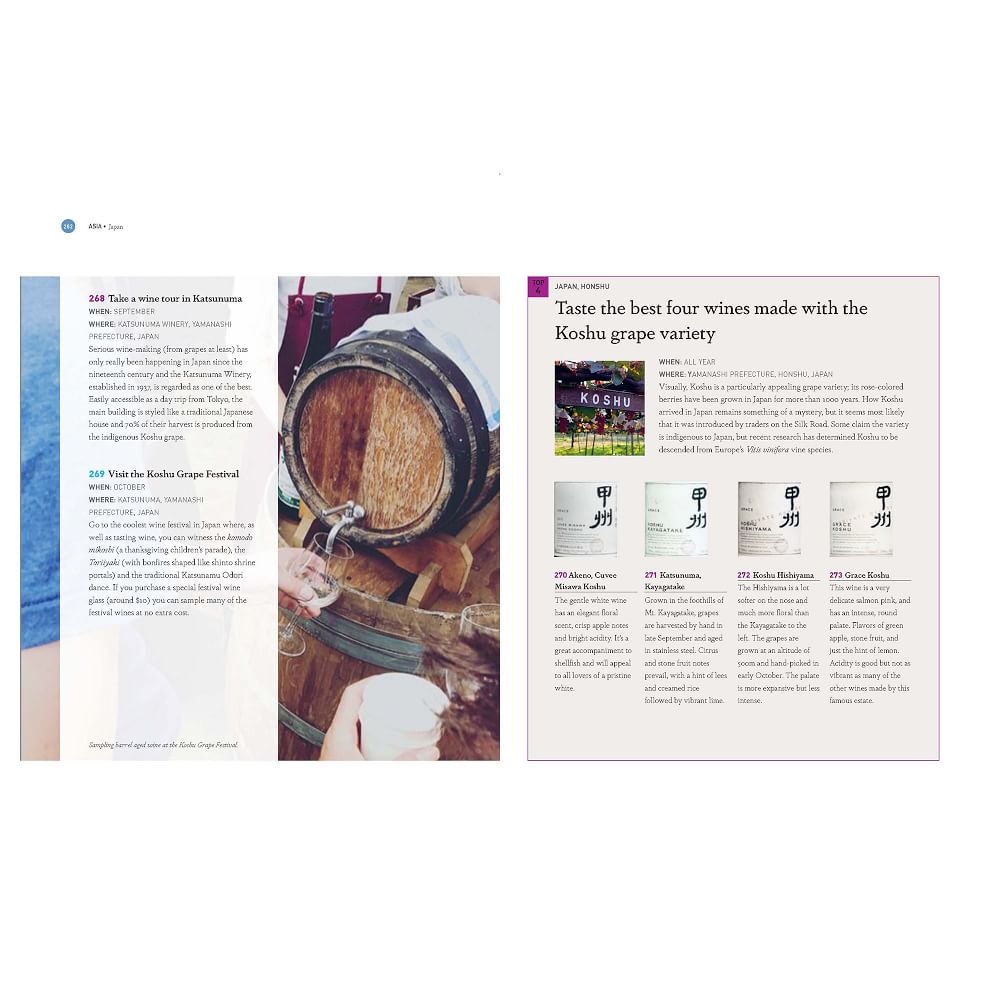 262
ASIA • Japan
268 Take a wine tour in Katsunuma
WHEN: SEPTEMBER
WHERE: KATSUNUMA WINERY, YAMANASHI
PREFECTURE, JAPAN
Serious wine-making (from grapes at least) has
only really been happening in Japan since the
nineteenth century and the Katsunuma Winery,
established in 1937, is regarded as one of the best.
Easily accessible as a day trip from Tokyo, the
main building is styled like a traditional Japanese
house and 70% of their harvest is produced from
the indigenous Koshu grape.
269 Visit the Koshu Grape Festival
WHEN: OCTOBER
WHERE: KATSUNUMA, YAMANASHI
PREFECTURE, JAPAN
Go to the coolest wine festival in Japan where, as
well as tasting wine, you can witness the komodo
mikoshi (a thanksgiving children's parade), the
Toriiyaki (with bonfires shaped like shinto shrine
portals) and the traditional Katsunamu Odori
dance. If you purchase a special festival wine
glass (around $10) you can sample many of the
festival wines at no extra cost.
Sampling barrel aged wine at the Koshu Grape Festival.
TOP
4
JAPAN, HONSHU
Taste the best four wines made with the
Koshu grape variety
KOSHU
WHEN: ALL YEAR
WHERE: YAMANASHI PREFECTURE, HONSHU, JAPAN
Visually, Koshu is a particularly appealing grape variety; its rose-colored
berries have been grown in Japan for more than 1000 years. How Koshu
arrived in Japan remains something of a mystery, but it seems most likely
that it was introduced by traders on the Silk Road. Some claim the variety
is indigenous to Japan, but recent research has determined Koshu to be
descended from Europe's Vitis vinifera vine species.
甲州
GRACE
甲州
GRACE
KOSHU
KAYAGATAKE
甲州
GRACE
KOSHU
HISHIYAMA
甲州
GRACE
KOSHU
270 Akeno, Cuvee
Misawa Koshu
The gentle white wine
has an elegant floral
scent, crisp apple notes
and bright acidity. It's a
great accompaniment to
shellfish and will appeal
to all lovers of a pristine
white.
271 Katsunuma,
Kayagatake
Grown in the foothills of
Mt. Kayagatake, grapes
are harvested by hand in
late September and aged
in stainless steel. Citrus
and stone fruit notes
prevail, with a hint of lees
and creamed rice
followed by vibrant lime.
272 Koshu Hishiyama
The Hishiyama is a lot
softer on the nose and
much more floral than
the Kayagatake to the
left. The grapes are
grown at an altitude of
500m and hand-picked in
early October. The palate
is more expansive but less
intense.
273 Grace Koshu
This wine is a very
delicate salmon pink, and
has an intense, round
palate. Flavors of green
apple, stone fruit, and
just the hint of lemon.
Acidity is good but not as
vibrant as many of the
other wines made by this
famous estate.